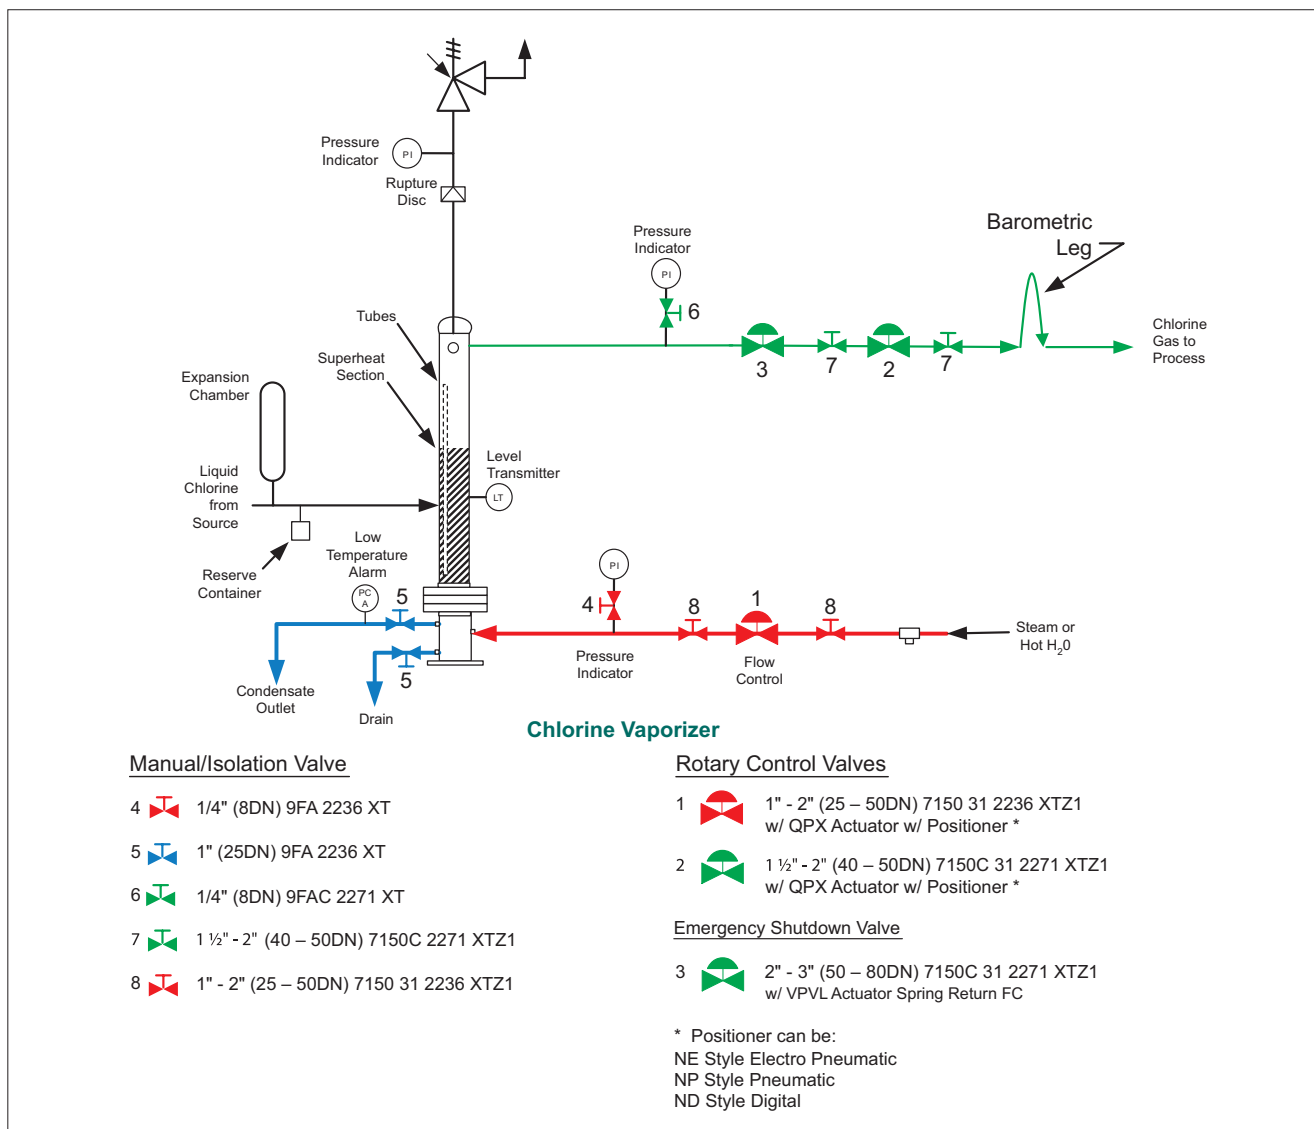 Pressure
Indicator
PI
Rupture
Disc
Pressure
Indicator
PI
6
Barometric
Leg
Tubes
Superheat
Section
3
7
2
7
Chlorine
Gas to
Process
Expansion
Chamber
Liquid
Chlorine
from
Source
Level
Transmitter
LT
Reserve
Container
Low
Temperature
Alarm
PC
A
5
5
Condensate
Outlet
Drain
PI
4
8
1
8
Pressure
Indicator
Flow
Control
Steam or
Hot H20
Chlorine Vaporizer
Manual/Isolation Valve
4 1/4" (8DN) 9FA 2236 XT
5 1" (25DN) 9FA 2236 XT
6 1/4" (8DN) 9FAC 2271 XT
7 1 ½" - 2" (40 – 50DN) 7150C 2271 XTZ1
8 1" - 2" (25 – 50DN) 7150 31 2236 XTZ1
Rotary Control Valves
1 1" - 2" (25 – 50DN) 7150 31 2236 XTZ1
w/ QPX Actuator w/ Positioner *
2 1 ½" - 2" (40 – 50DN) 7150C 31 2271 XTZ1
w/ QPX Actuator w/ Positioner *
Emergency Shutdown Valve
3 2" - 3" (50 – 80DN) 7150C 31 2271 XTZ1
w/ VPVL Actuator Spring Return FC
* Positioner can be:
NE Style Electro Pneumatic
NP Style Pneumatic
ND Style Digital